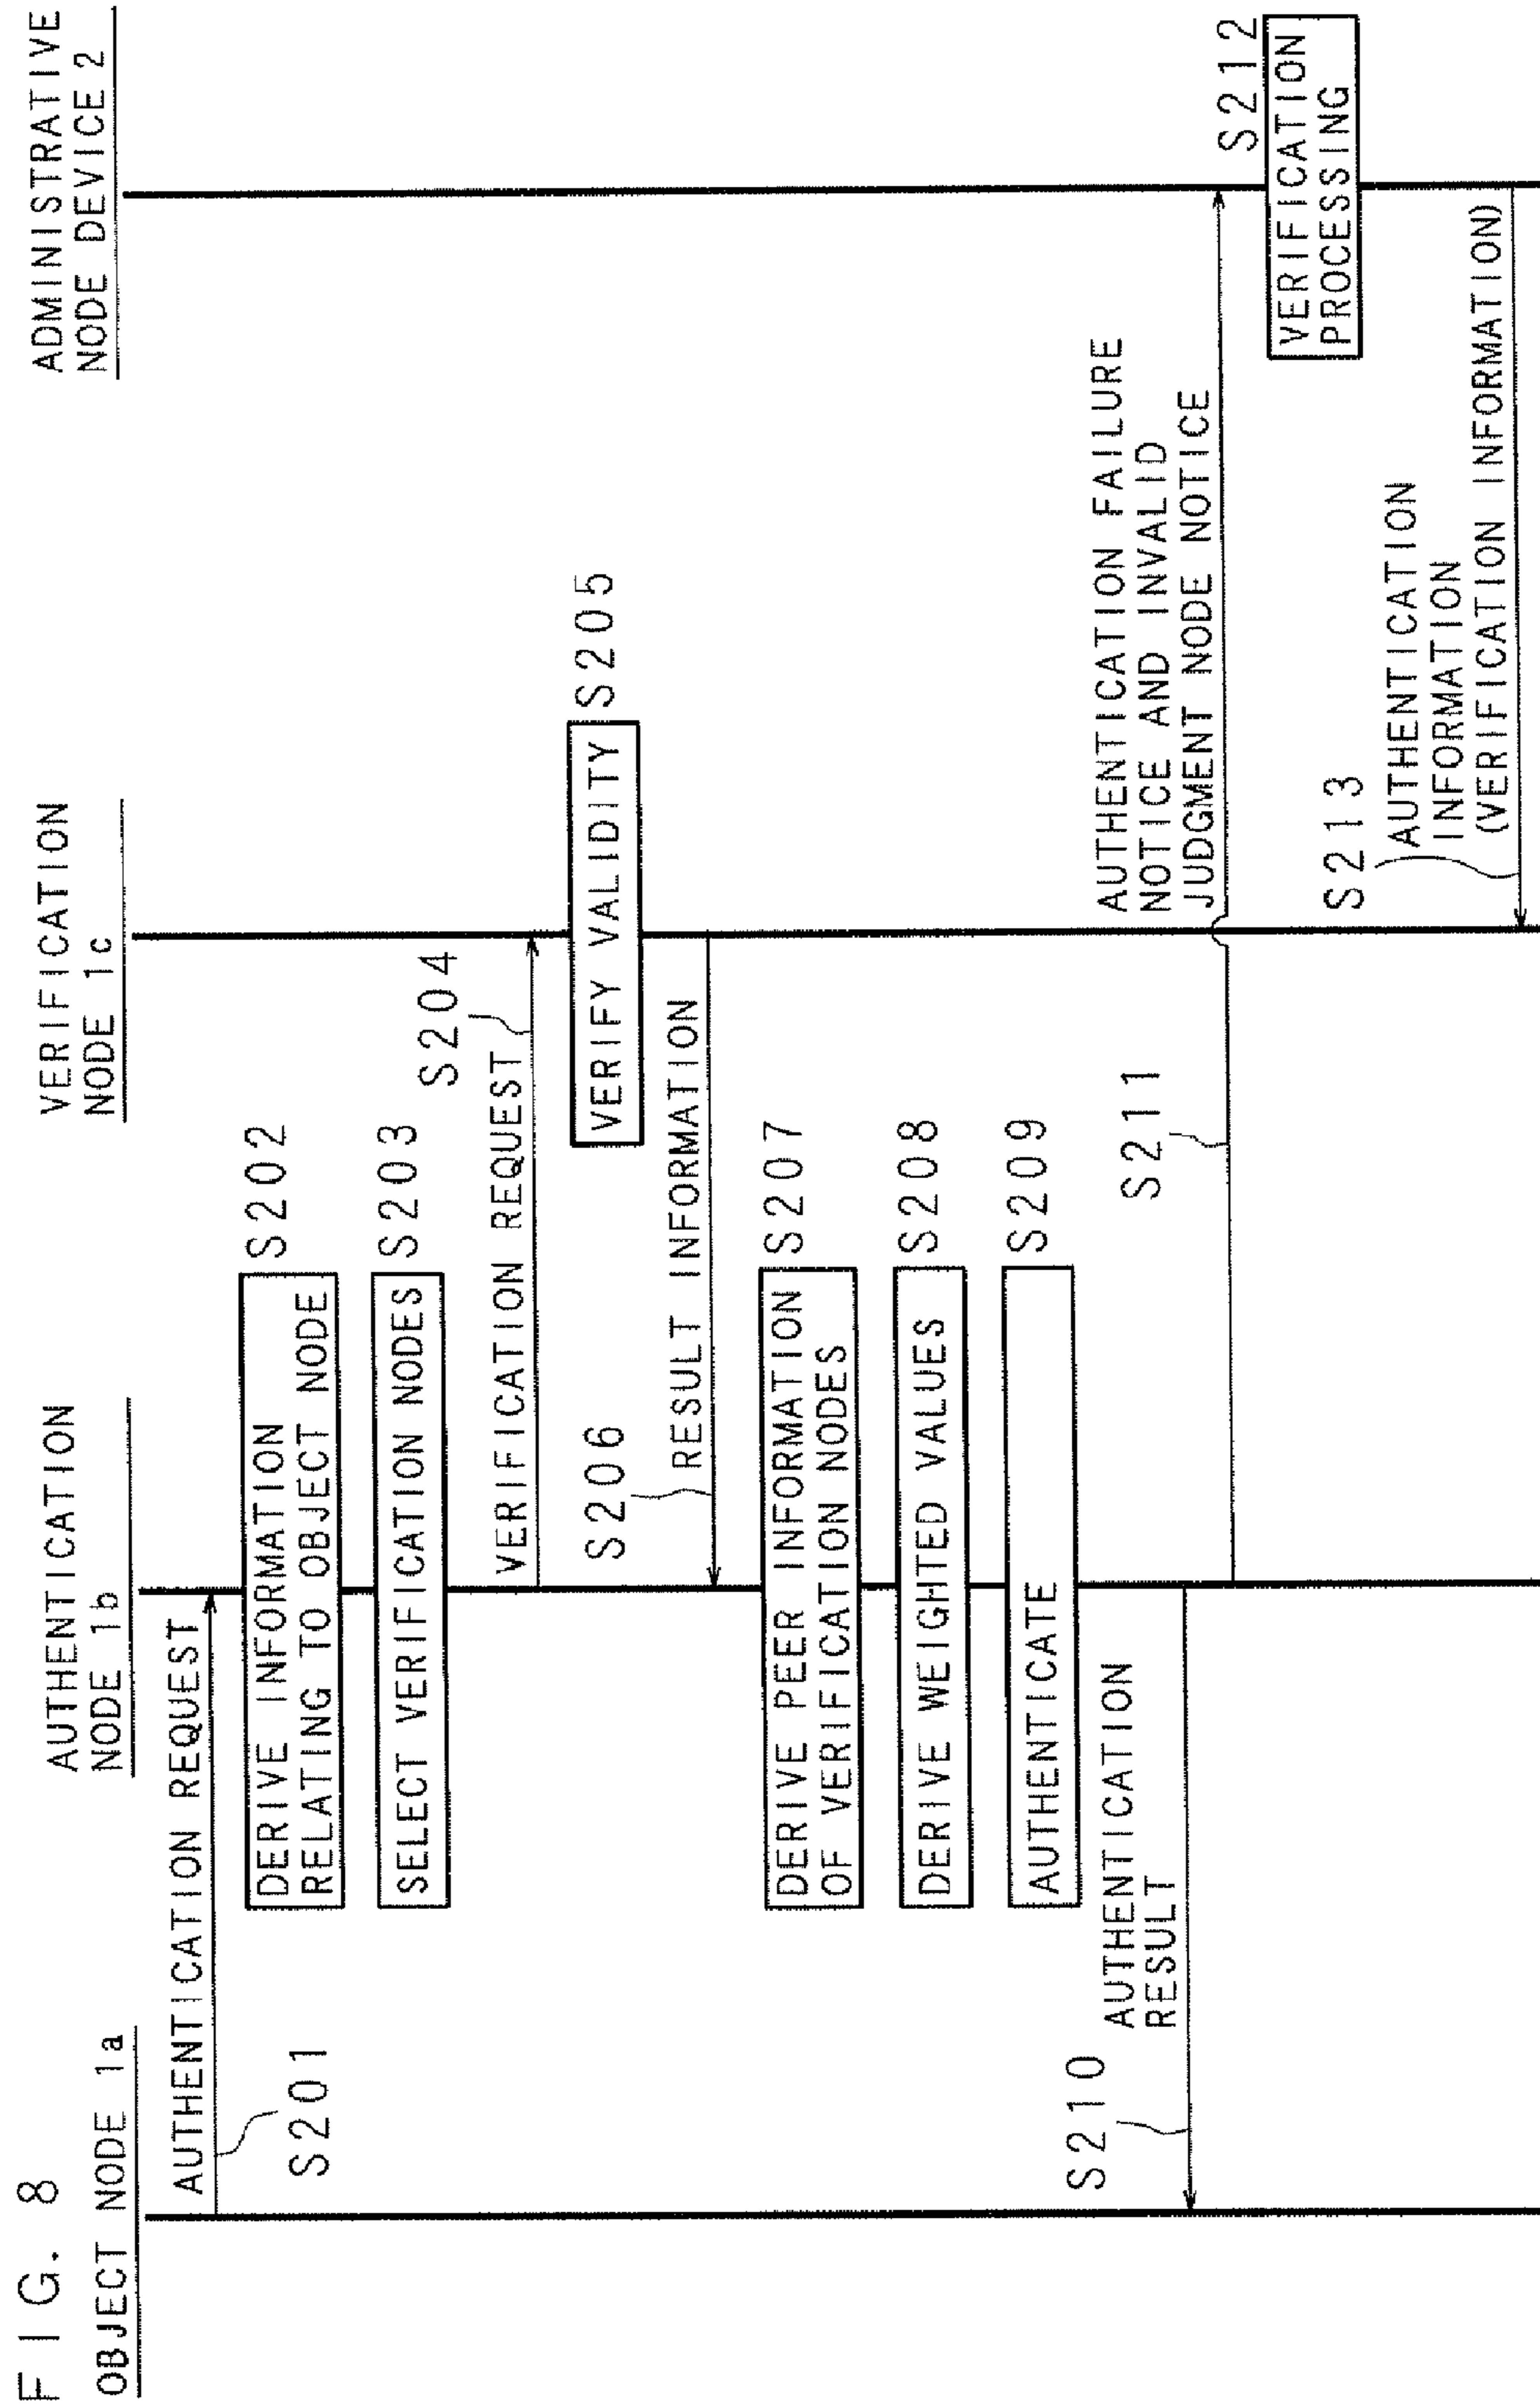 FIG. 8
OBJECT NODE 1a
AUTHENTICATION
NODE 1b
VERIFICATION
NODE 1c
ADMINISTRATIVE
NODE DEVICE 2
AUTHENTICATION REQUEST
S201
DERIVE INFORMATION
RELATING TO OBJECT NODE
S202
SELECT VERIFICATION NODES
S203
VERIFICATION REQUEST
S204
VERIFY VALIDITY
S205
S206
RESULT INFORMATION
DERIVE PEER INFORMATION
OF VERIFICATION NODES
S207
DERIVE WEIGHTED VALUES
S208
AUTHENTICATE
S209
S210
AUTHENTICATION
RESULT
S211
AUTHENTICATION FAILURE
NOTICE AND INVALID
JUDGMENT NODE NOTICE
S212
VERIFICATION
PROCESSING
S213
AUTHENTICATION
INFORMATION
(VERIFICATION INFORMATION)